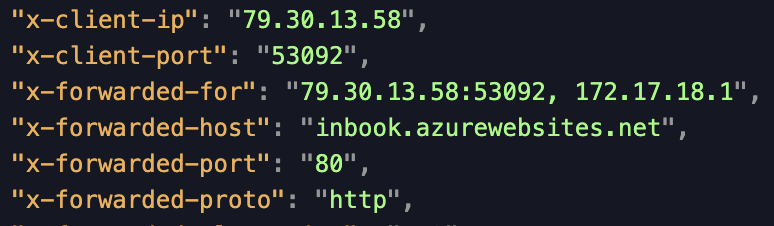 "x-client-ip": "79.30.13.58",
"x-client-port": "53092",
"x-forwarded-for": "79.30.13.58:53092, 172.17.18.1",
"x-forwarded-host": "inbook.azurewebsites.net",
"x-forwarded-port": "80",
"x-forwarded-proto": "http",